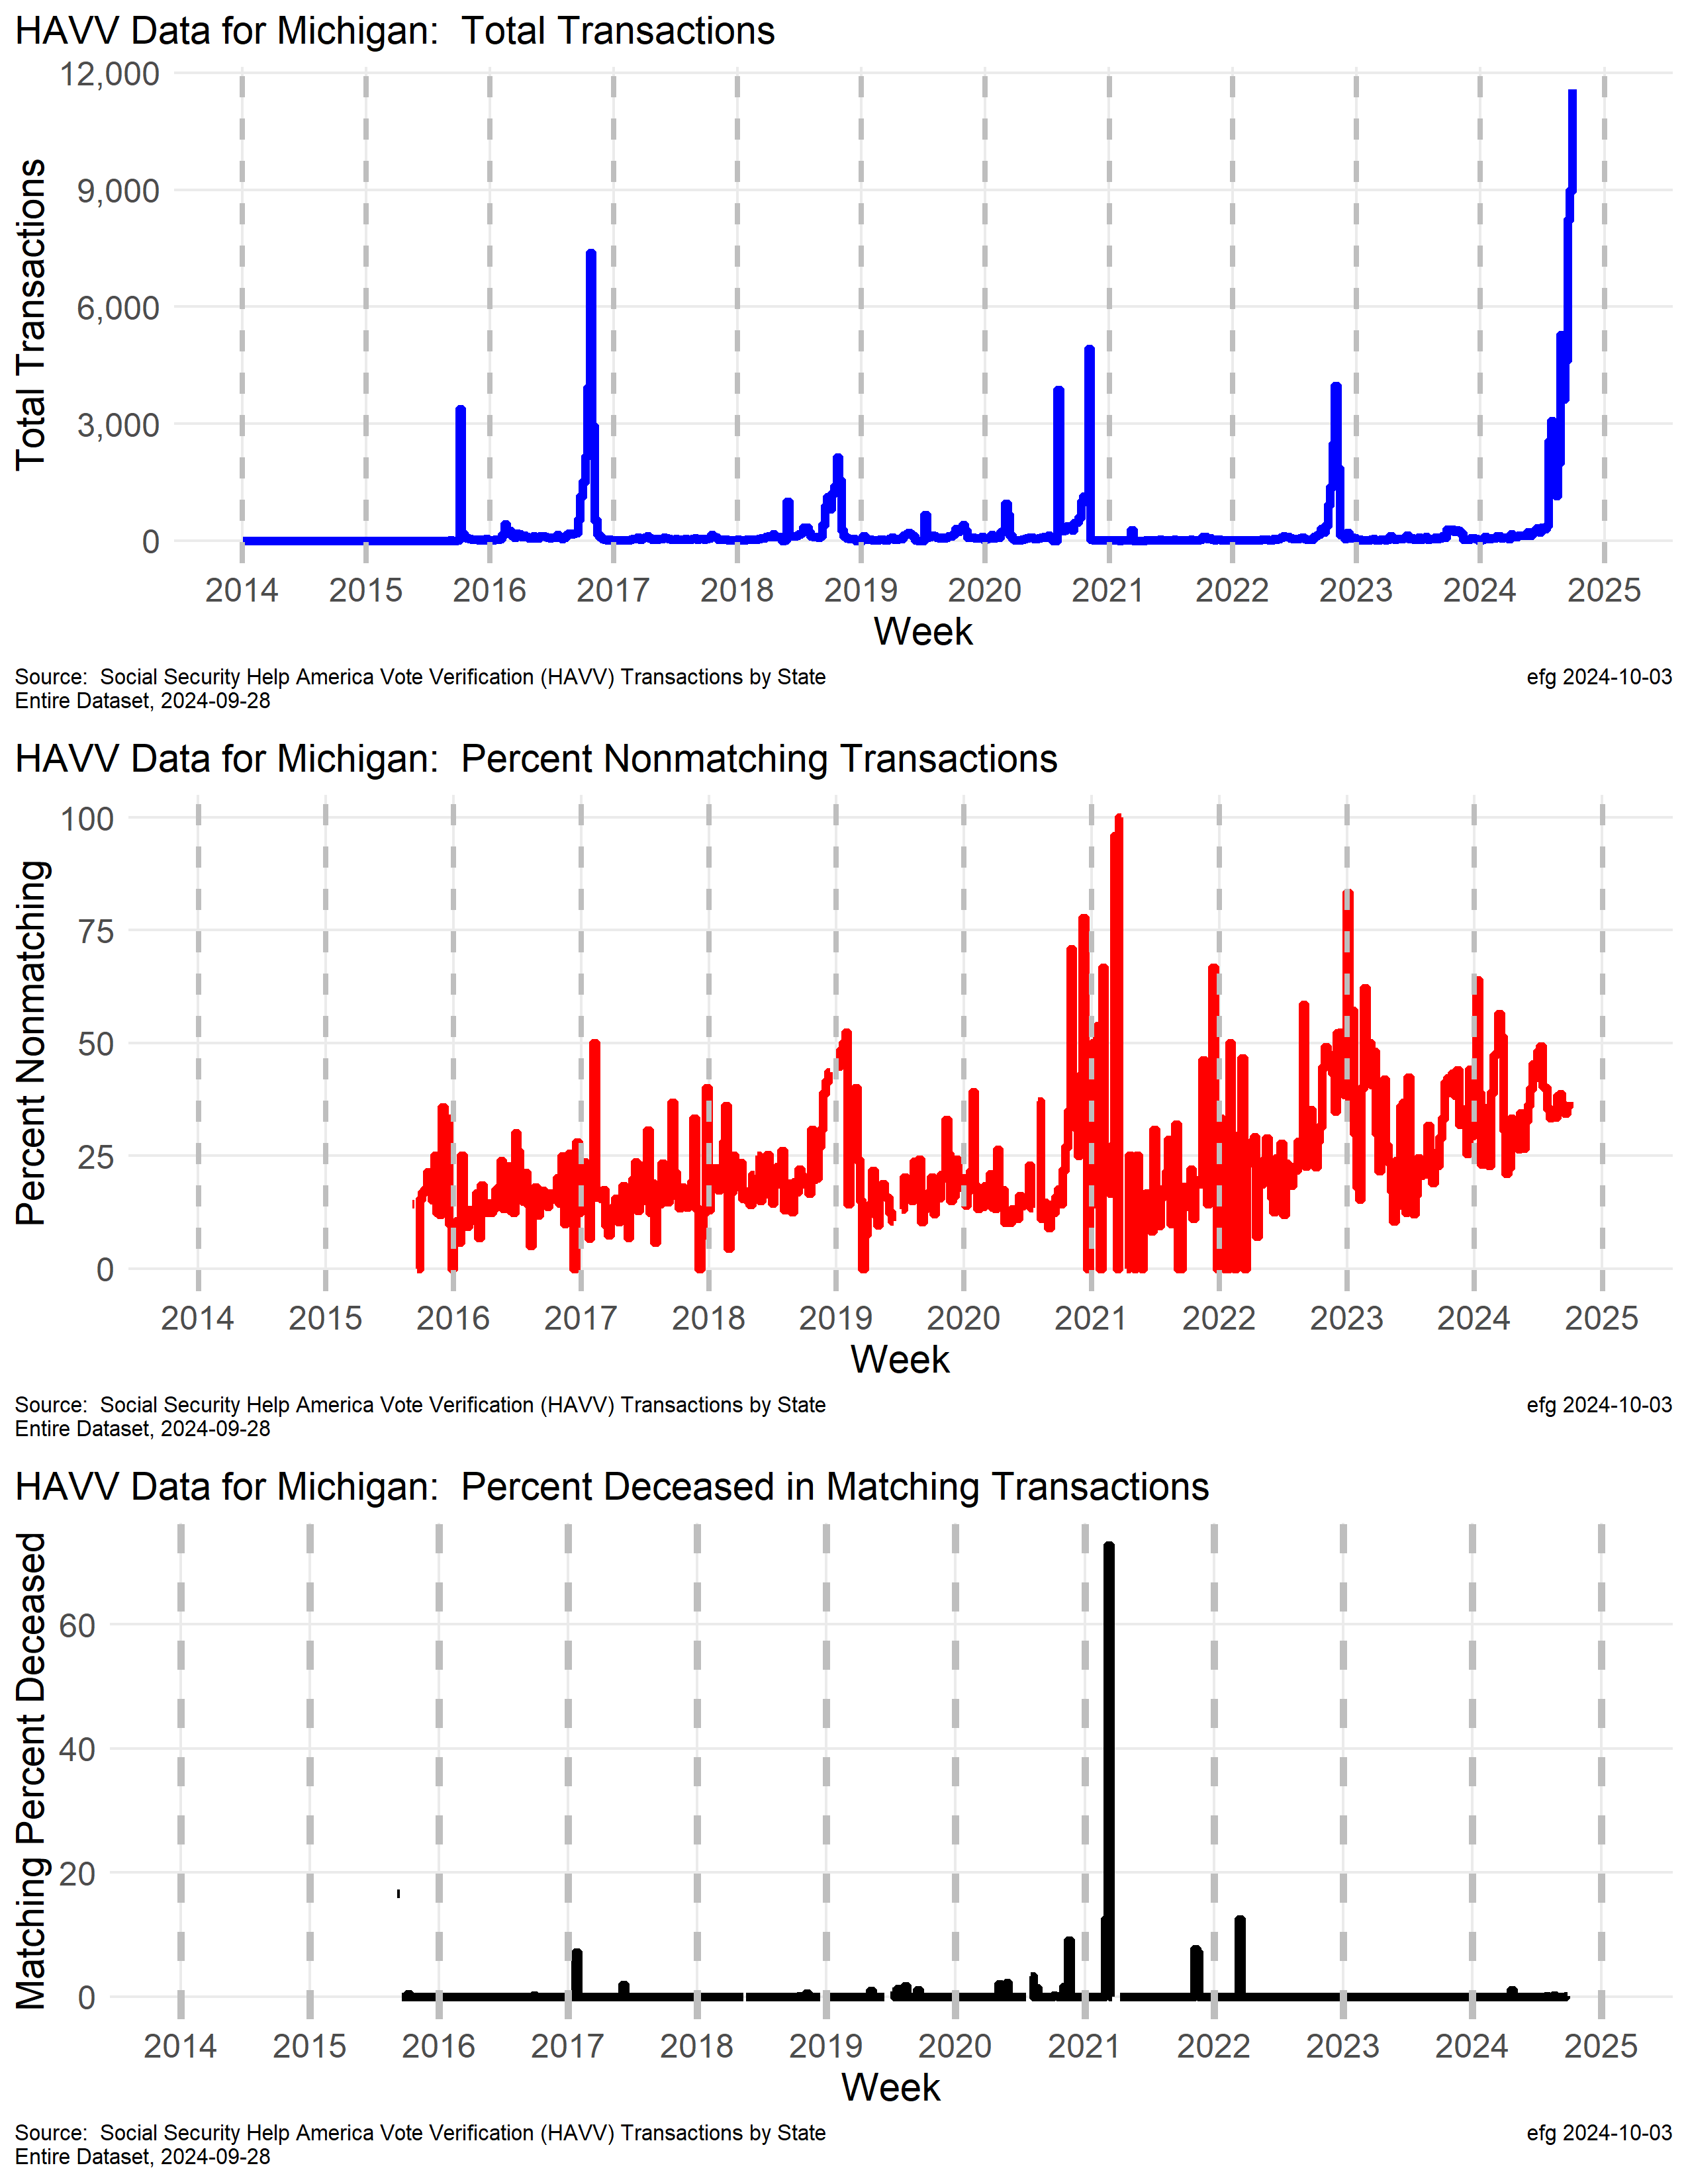 HAVV Data for Michigan:  Total Transactions
Total Transactions
12,000
9,000
6,000
3,000
0
2014 2015 2016 2017 2018 2019 2020 2021 2022 2023 2024 2025
Week
Source:  Social Security Help America Vote Verification (HAVV) Transactions by State
Entire Dataset, 2024-09-28
efg 2024-10-03
HAVV Data for Michigan:  Percent Nonmatching Transactions
Percent Nonmatching
100
75
50
25
0
2014 2015 2016 2017 2018 2019 2020 2021 2022 2023 2024 2025
Week
Source:  Social Security Help America Vote Verification (HAVV) Transactions by State
Entire Dataset, 2024-09-28
efg 2024-10-03
HAVV Data for Michigan:  Percent Deceased in Matching Transactions
Matching Percent Deceased
60
40
20
0
2014 2015 2016 2017 2018 2019 2020 2021 2022 2023 2024 2025
Week
Source:  Social Security Help America Vote Verification (HAVV) Transactions by State
Entire Dataset, 2024-09-28
efg 2024-10-03